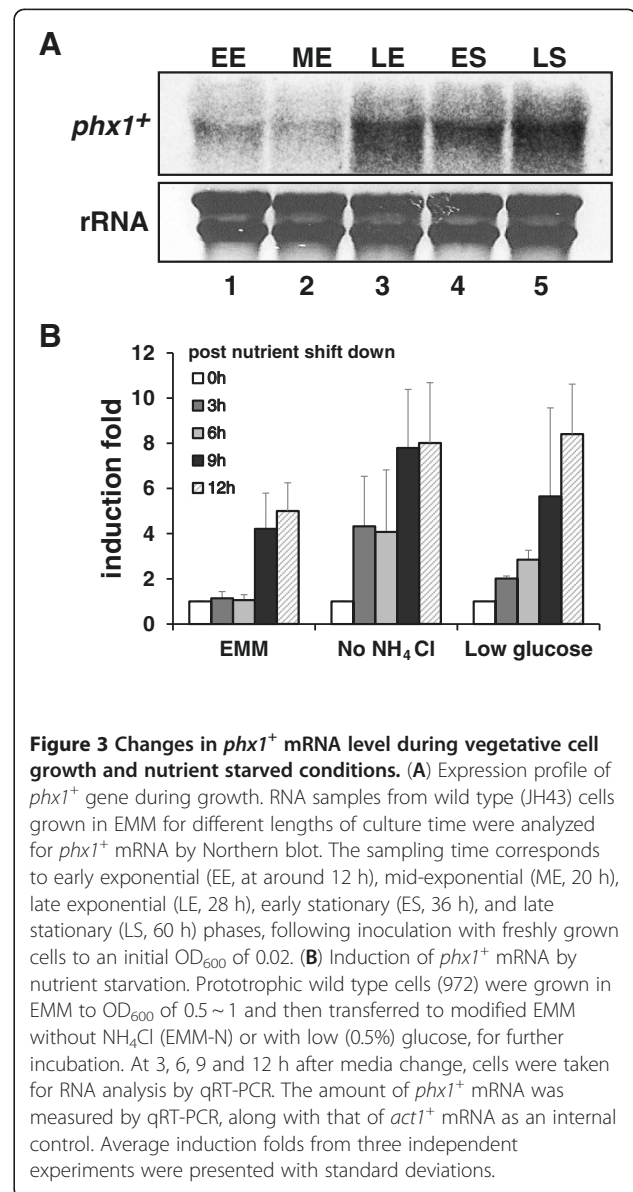 A
EE ME LE ES LS
phx1+
rRNA
1 2 3 4 5
B
post nutrient shift down
0h
3h
6h
9h
12h
induction fold
12
10
8
6
4
2
0
EMM No NH₄Cl Low glucose
Figure 3 Changes in phx1⁺ mRNA level during vegetative cell
growth and nutrient starved conditions. (A) Expression profile of
phx1⁺ gene during growth. RNA samples from wild type (JH43) cells
grown in EMM for different lengths of culture time were analyzed
for phx1⁺ mRNA by Northern blot. The sampling time corresponds
to early exponential (EE, at around 12 h), mid-exponential (ME, 20 h),
late exponential (LE, 28 h), early stationary (ES, 36 h), and late
stationary (LS, 60 h) phases, following inoculation with freshly grown
cells to an initial OD₆₀₀ of 0.02. (B) Induction of phx1⁺ mRNA by
nutrient starvation. Prototrophic wild type cells (972) were grown in
EMM to OD₆₀₀ of 0.5 ~ 1 and then transferred to modified EMM
without NH₄Cl (EMM-N) or with low (0.5%) glucose, for further
incubation. At 3, 6, 9 and 12 h after media change, cells were taken
for RNA analysis by qRT-PCR. The amount of phx1⁺ mRNA was
measured by qRT-PCR, along with that of act1⁺ mRNA as an internal
control. Average induction folds from three independent
experiments were presented with standard deviations.